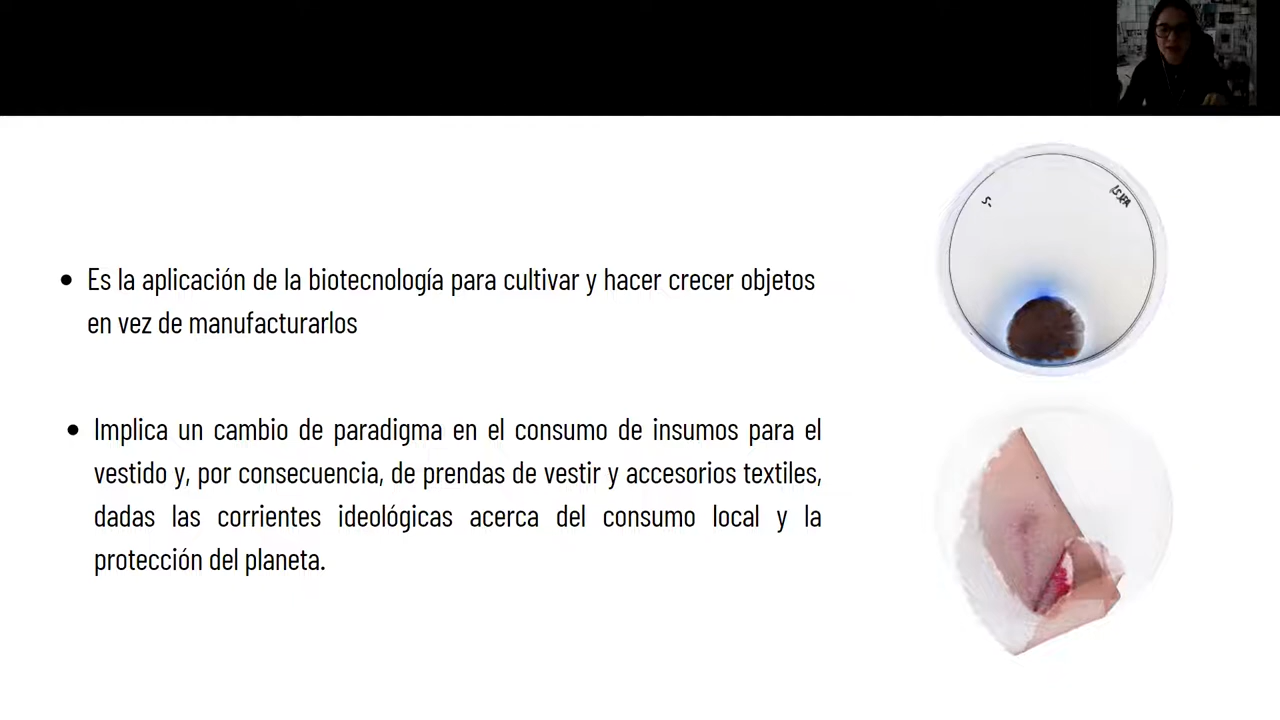 Es la aplicación de la biotecnología para cultivar y hacer crecer objetos
en vez de manufacturarlos
Implica un cambio de paradigma en el consumo de insumos para el
vestido y, por consecuencia, de prendas de vestir y accesorios textiles,
dadas las corrientes ideológicas acerca del consumo local y la
protección del planeta.